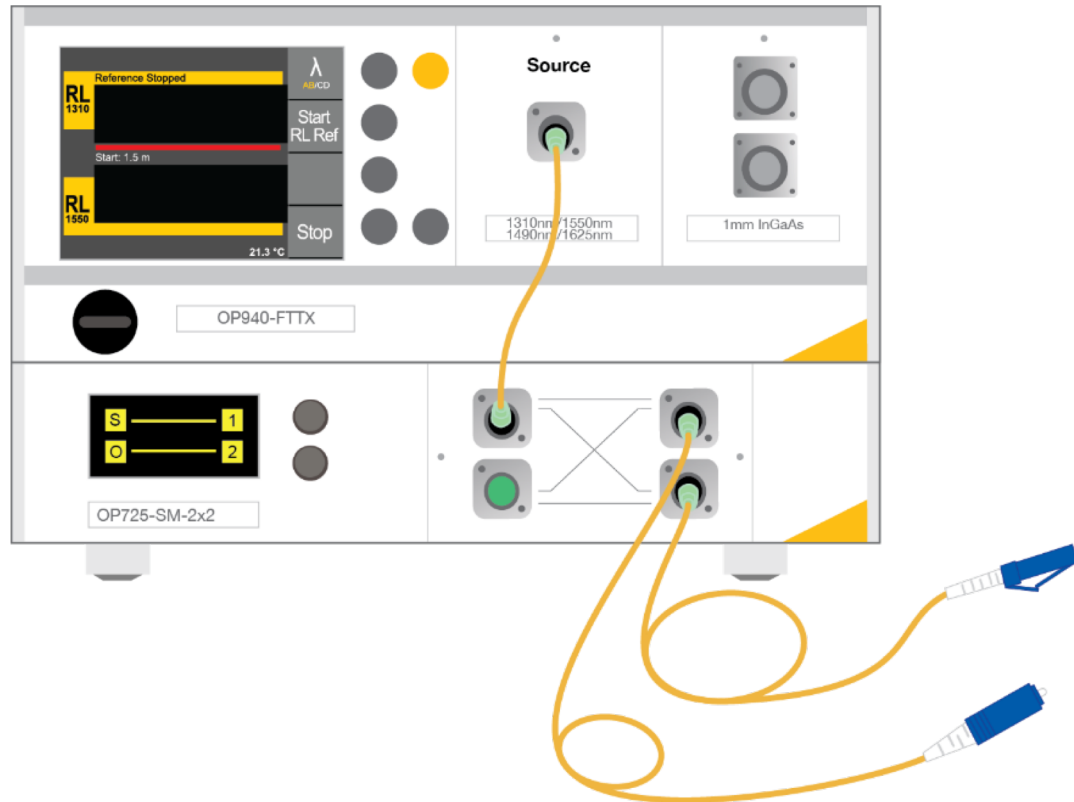 Reference Stopped
RL
1310
Start: 1.5 m
RL
1550
21.3 °C
λ
AB/CD
Start
RL Ref
Stop
Source
1310nm/1550nm
1490nm/1625nm
1mm InGaAs
OP940-FTTX
S 1
O 2
OP725-SM-2x2